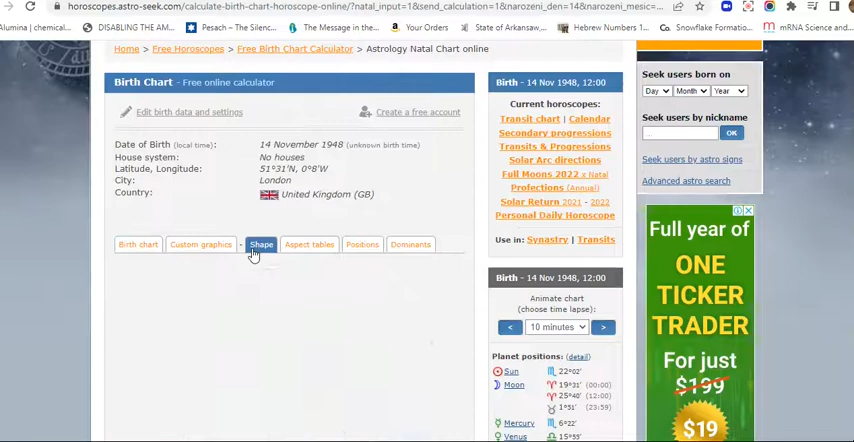 horoscopes.astro-seek.com/calculate-birth-chart-horoscope-online/?natal_input=1&send_calculation=1&narozeni_den=14&narozeni_mesic=...
Alumina | chemical... DISABLING THE AM... Pesach – The Silenc... The Message in the... Your Orders State of Arkansaw,... Hebrew Numbers 1... Snowflake Formatio... mRNA Science and
Home > Free Horoscopes > Free Birth Chart Calculator > Astrology Natal Chart online
Birth Chart - Free online calculator
Edit birth data and settings
Create a free account
Date of Birth (local time): 14 November 1948 (unknown birth time)
House system: No houses
Latitude, Longitude: 51°31'N, 0°8'W
City: London
Country: United Kingdom (GB)
Birth chart Custom graphics - Shape Aspect tables Positions Dominants
Birth - 14 Nov 1948, 12:00
Current horoscopes:
Transit chart | Calendar
Secondary progressions
Transits & Progressions
Solar Arc directions
Full Moons 2022 x Natal
Profections (Annual)
Solar Return 2021 - 2022
Personal Daily Horoscope
Use in: Synastry | Transits
Birth - 14 Nov 1948, 12:00
Animate chart
(choose time lapse):
< 10 minutes >
Planet positions: (detail)
Sun ♏ 22°02'
Moon ♈ 19°31' (00:00)
♈ 25°40' (12:00)
♉ 1°51' (23:59)
Mercury ♏ 6°22'
Venus ♎ 15°55'
Seek users born on
Day Month Year
Seek users by nickname
... OK
Seek users by astro signs
Advanced astro search
Full year of
ONE
TICKER
TRADER
For just
$199
$19